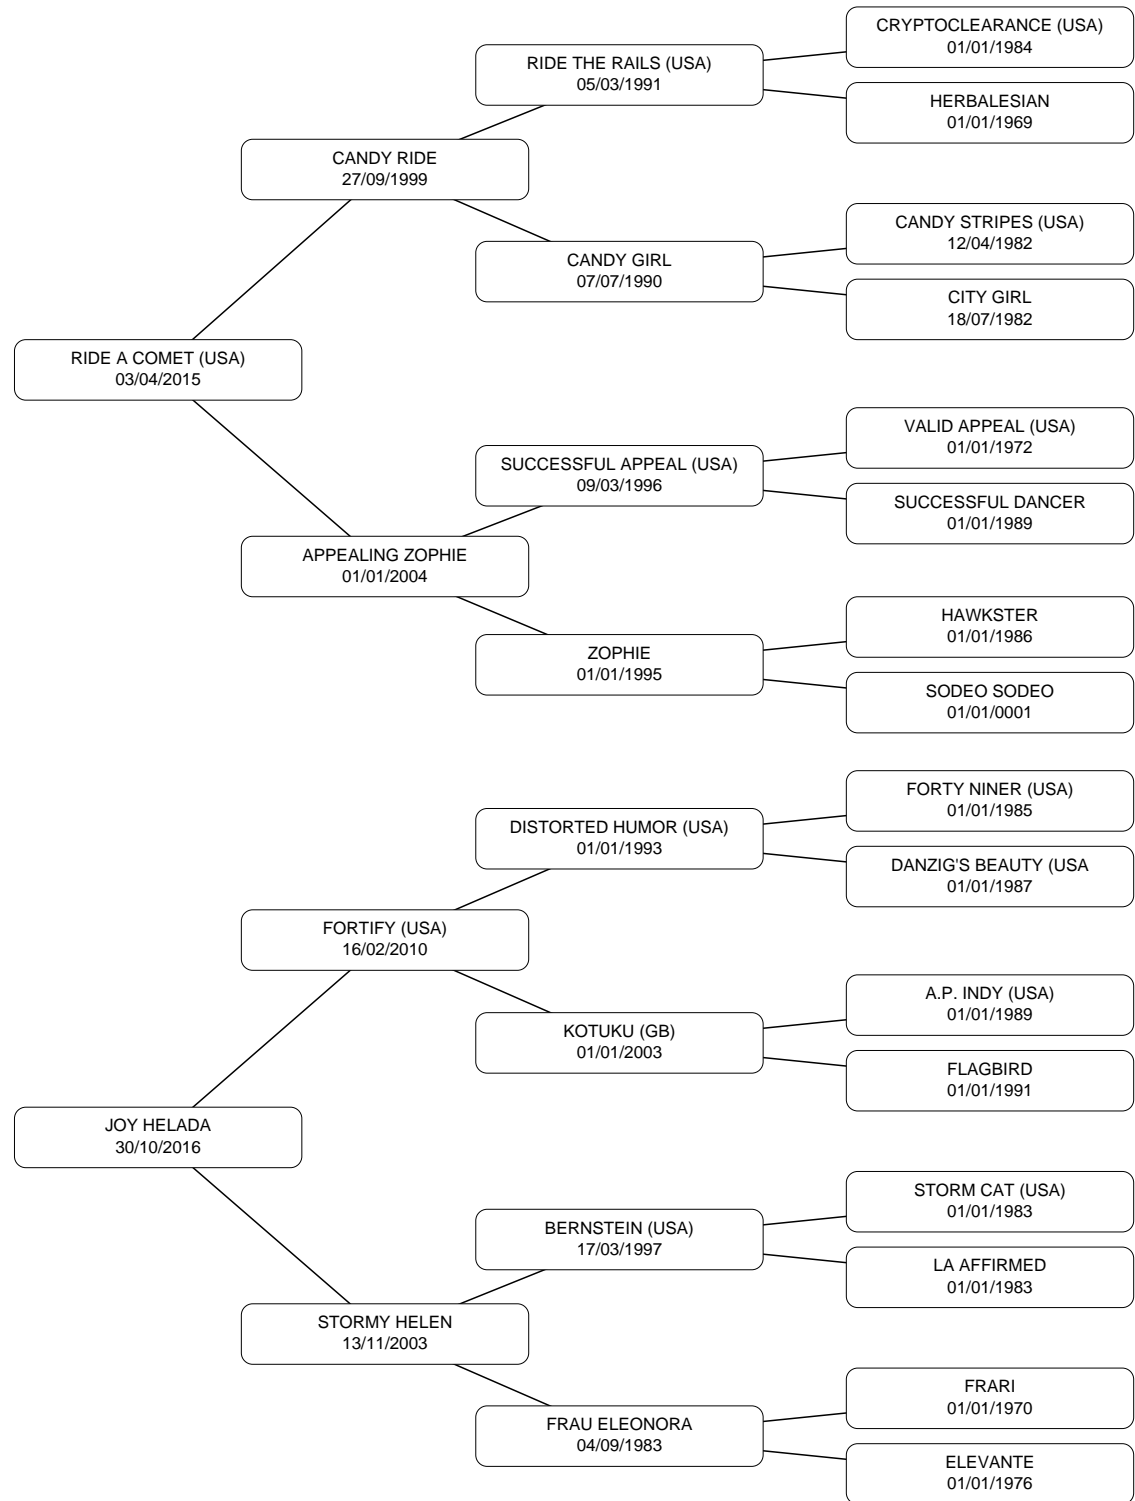 CRYPTOCLEARANCE (USA)
01/01/1984
RIDE THE RAILS (USA)
05/03/1991
HERBALESIAN
01/01/1969
CANDY RIDE
27/09/1999
CANDY STRIPES (USA)
12/04/1982
CANDY GIRL
07/07/1990
CITY GIRL
18/07/1982
RIDE A COMET (USA)
03/04/2015
VALID APPEAL (USA)
01/01/1972
SUCCESSFUL APPEAL (USA)
09/03/1996
SUCCESSFUL DANCER
01/01/1989
APPEALING ZOPHIE
01/01/2004
HAWKSTER
01/01/1986
ZOPHIE
01/01/1995
SODEO SODEO
01/01/0001
FORTY NINER (USA)
01/01/1985
DISTORTED HUMOR (USA)
01/01/1993
DANZIG'S BEAUTY (USA
01/01/1987
FORTIFY (USA)
16/02/2010
A.P. INDY (USA)
01/01/1989
KOTUKU (GB)
01/01/2003
FLAGBIRD
01/01/1991
JOY HELADA
30/10/2016
STORM CAT (USA)
01/01/1983
BERNSTEIN (USA)
17/03/1997
LA AFFIRMED
01/01/1983
STORMY HELEN
13/11/2003
FRARI
01/01/1970
FRAU ELEONORA
04/09/1983
ELEVANTE
01/01/1976